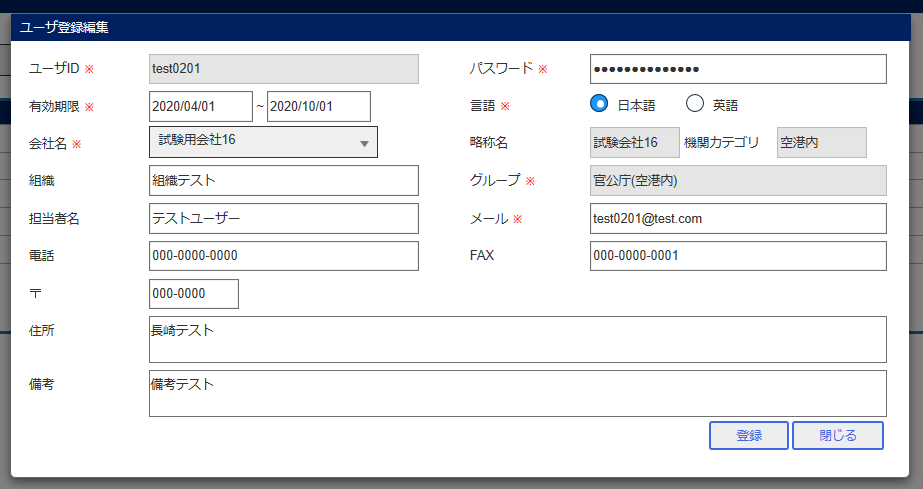 ユーザ登録編集
ユーザID ※ test0201 パスワード ※ ●●●●●●●●●●●●●●
有効期限 ※ 2020/04/01 ~ 2020/10/01 言語 ※ 日本語 英語
会社名 ※ 試験用会社16 略称名 試験会社16 機関カテゴリ 空港内
組織 組織テスト グループ ※ 官公庁(空港内)
担当者名 テストユーザー メール ※ test0201@test.com
電話 000-0000-0000 FAX 000-0000-0001
〒 000-0000
住所 長崎テスト
備考 備考テスト
登録 閉じる